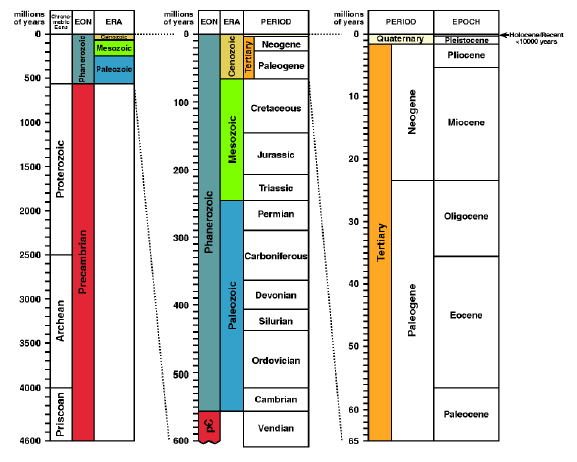 millions of years
Chrono-metric Eons
EON
ERA
0
500
1000
1500
2000
2500
3000
3500
4000
4600
Proterozoic
Archean
Priscoan
Phanerozoic
Precambrian
Cenozoic
Mesozoic
Paleozoic
millions of years
EON
ERA
PERIOD
0
100
200
300
400
500
600
Phanerozoic
p€
Cenozoic
Mesozoic
Paleozoic
Tertiary
Neogene
Paleogene
Cretaceous
Jurassic
Triassic
Permian
Carboniferous
Devonian
Silurian
Ordovician
Cambrian
Vendian
millions of years
PERIOD
EPOCH
0
10
20
30
40
50
60
65
Quaternary
Tertiary
Neogene
Paleogene
Pleistocene
Pliocene
Miocene
Oligocene
Eocene
Paleocene
Holocene/Recent
<10000 years